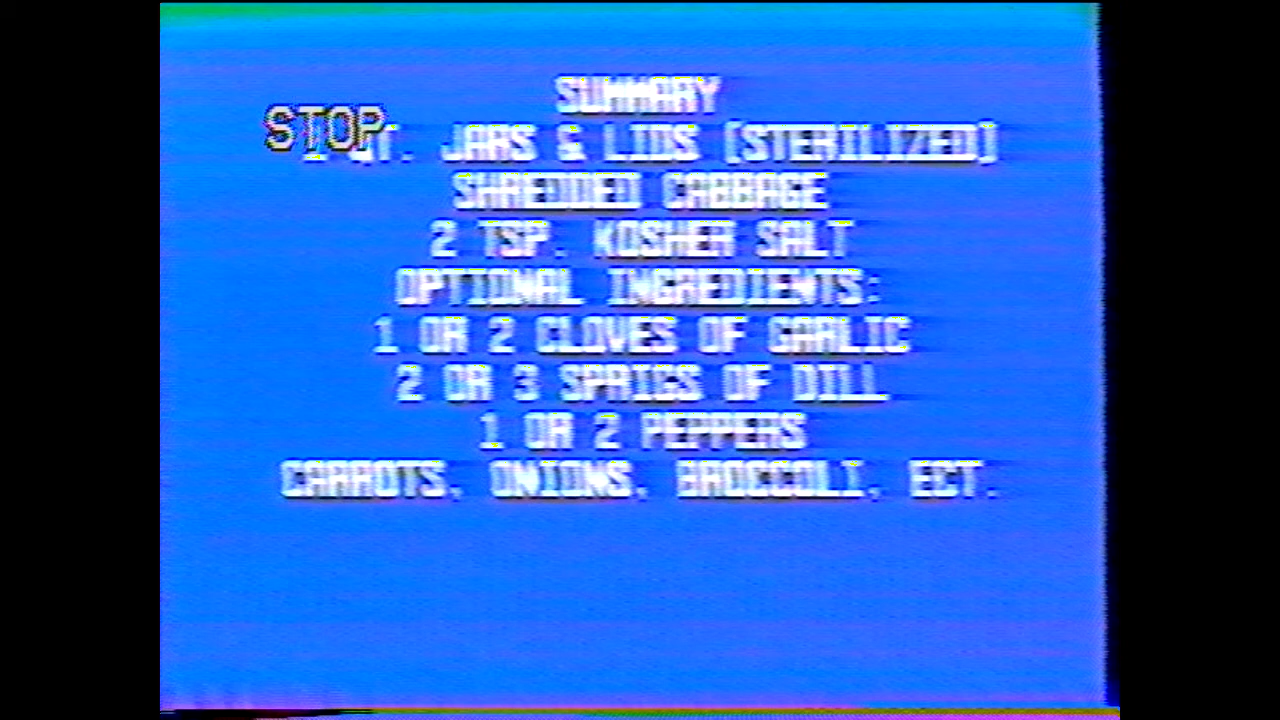 SUMMARY
STOP
QT. JARS & LIDS (STERILIZED)
SHREDDED CABBAGE
2 TSP. KOSHER SALT
OPTIONAL INGREDIENTS:
1 OR 2 CLOVES OF GARLIC
2 OR 3 SPRIGS OF DILL
1 OR 2 PEPPERS
CARROTS, ONIONS, BROCCOLI, ECT.